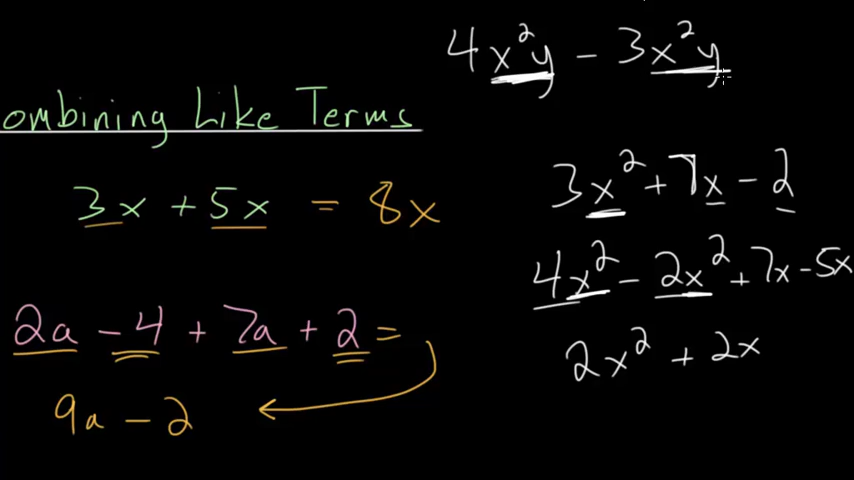 ombining Like Terms
3x + 5x = 8x
2a - 4 + 7a + 2 =
9a - 2
4x²y - 3x²y
3x² + 7x - 2
4x² - 2x² + 7x - 5x
2x² + 2x